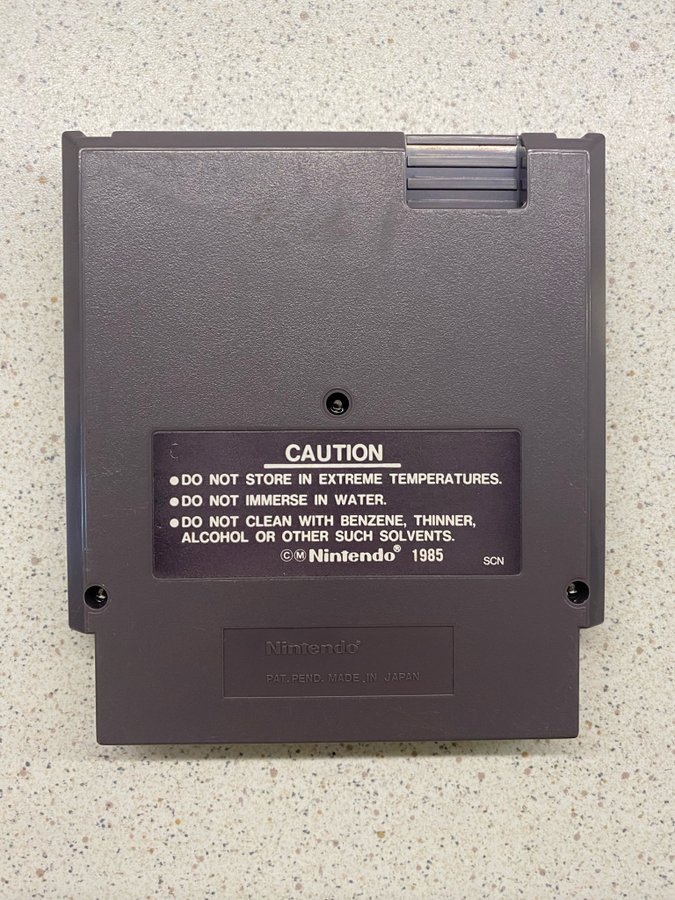 CAUTION
●DO NOT STORE IN EXTREME TEMPERATURES.
●DO NOT IMMERSE IN WATER.
●DO NOT CLEAN WITH BENZENE, THINNER,
ALCOHOL OR OTHER SUCH SOLVENTS.
©Ⓜ Nintendo® 1985
SCN
Nintendo®
PAT. PEND. MADE IN JAPAN